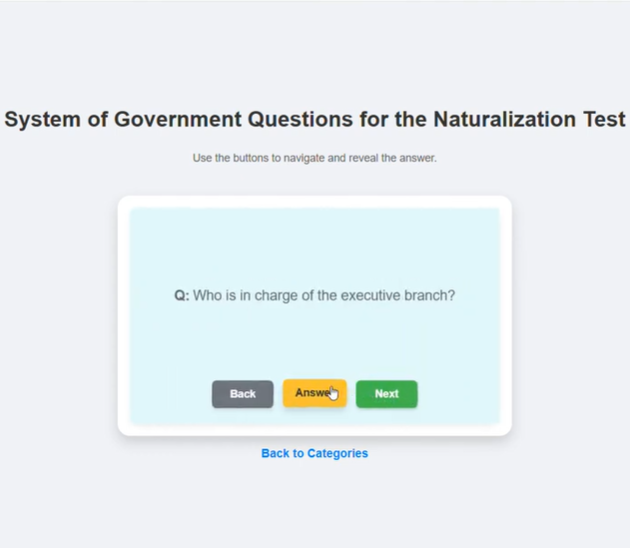 System of Government Questions for the Naturalization Test
Use the buttons to navigate and reveal the answer.
Q: Who is in charge of the executive branch?
Back
Answe
Next
Back to Categories